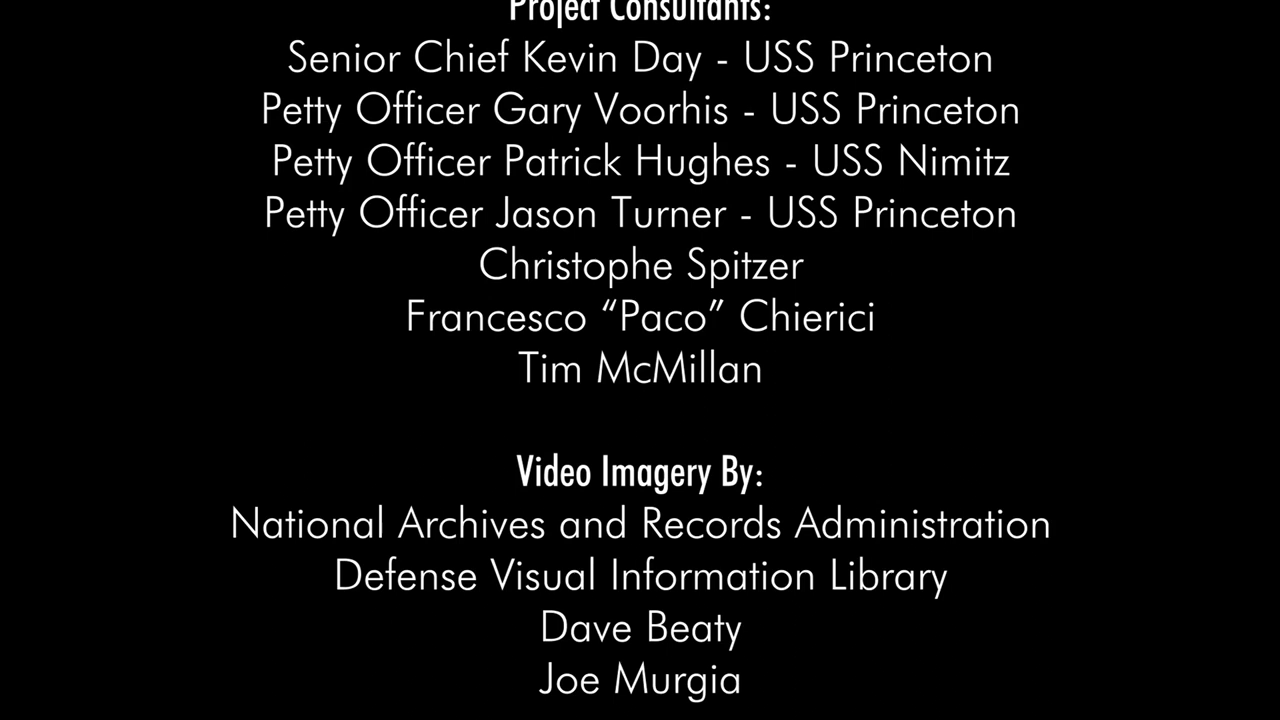 Project Consultants:
Senior Chief Kevin Day - USS Princeton
Petty Officer Gary Voorhis - USS Princeton
Petty Officer Patrick Hughes - USS Nimitz
Petty Officer Jason Turner - USS Princeton
Christophe Spitzer
Francesco “Paco” Chierici
Tim McMillan
Video Imagery By:
National Archives and Records Administration
Defense Visual Information Library
Dave Beaty
Joe Murgia